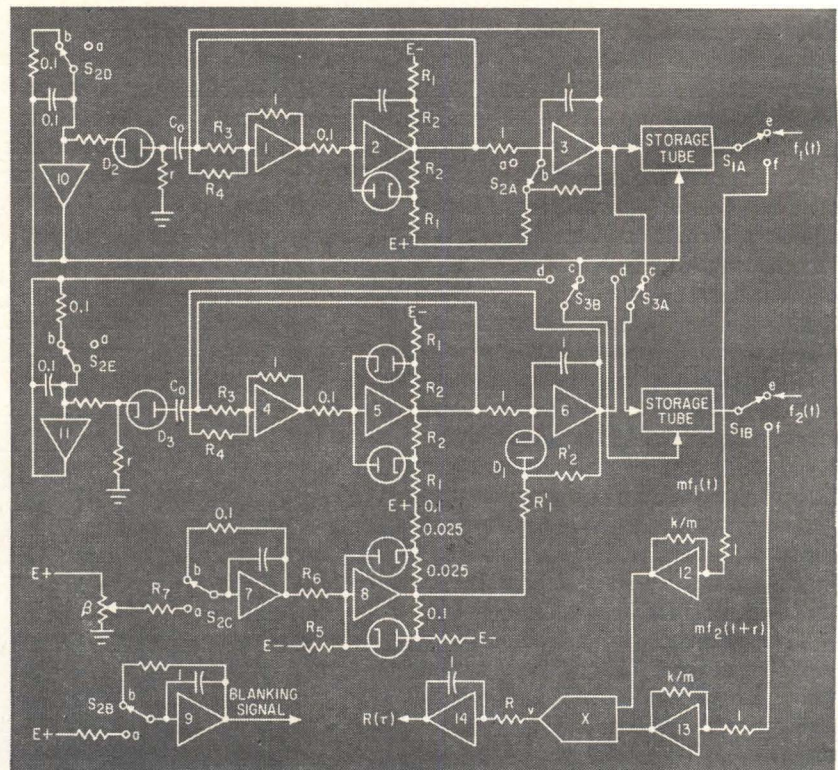 b a
0.1 S2D
0.1
C0
D2 r
10
R3 1 0.1
R4 1 2
E-
R1
R2
R2
R1
E+
1 1
a b
S2A
3
STORAGE TUBE
S1A e f f1(t)
d c S3B d c S3A
0.1
b a
S2E
0.1
C0
D3 r
11
R3 1 0.1
R4 4 5
E-
R1
R2
R2
R1
E+ 0.1
0.025
0.025
0.1
E-
1 1
6
D1 R'2
R'1
STORAGE TUBE
S1B e f f2(t)
mf1(t)
k/m
12 1
mf2(t+r)
k/m
13 1
0.1
b
7 R6 8
E+
β R7 a S2C
E- R5
S2B b 1
9 BLANKING SIGNAL
E+ a
R(τ) 14 1 R v X